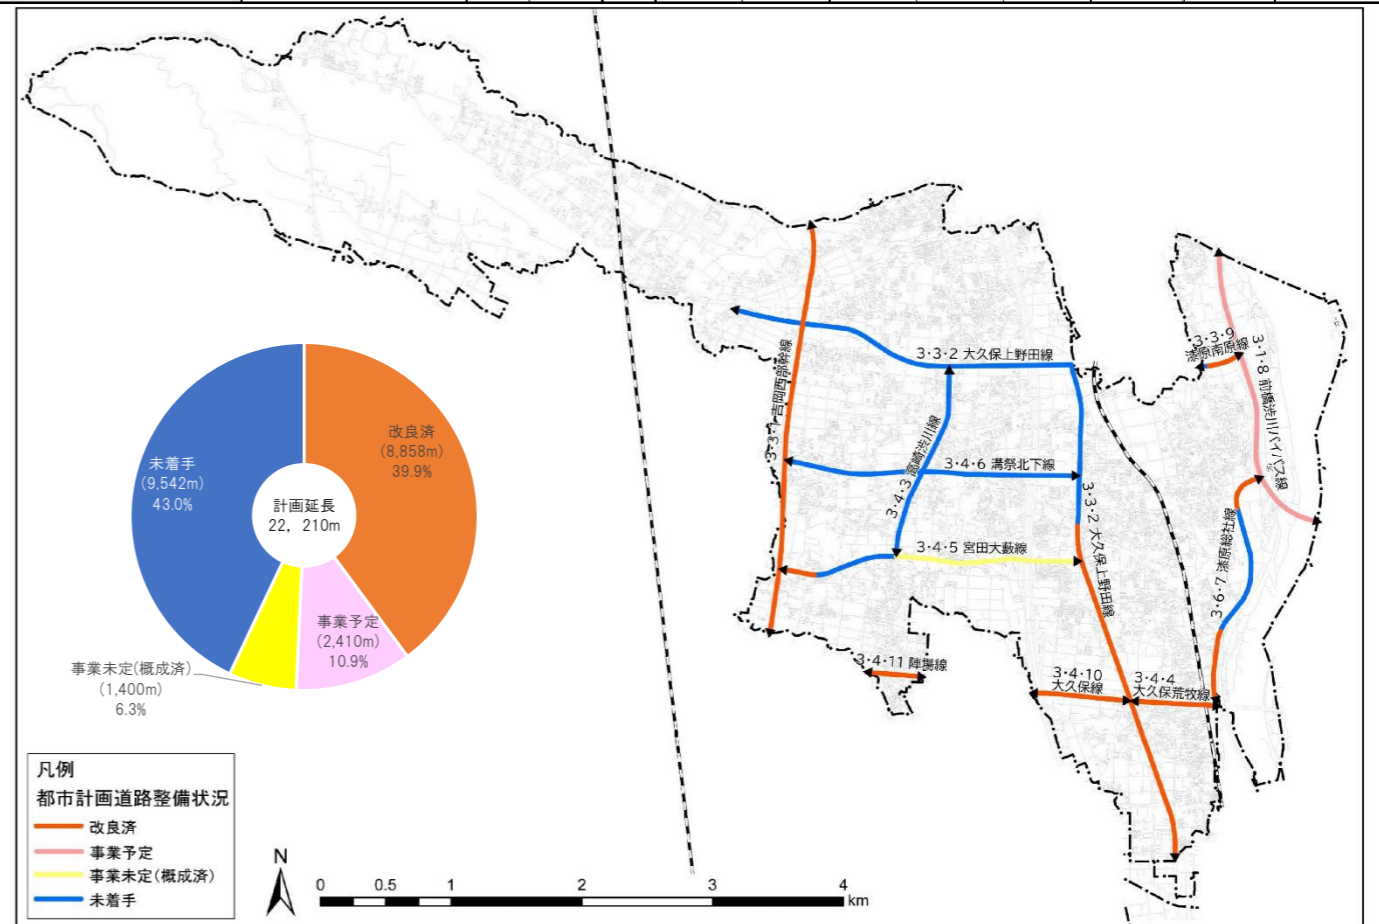 3・3・9
漆原南原線
3・1・8 前橋渋川バイパス線
3・3・2 大久保上野田線
3・3・1 吉岡西部幹線
3・4・3 高崎渋川線
3・4・6 溝祭北下線
3・3・2 大久保上野田線
3・4・5 宮田大藪線
3・6・7 漆原総社線
3・4・11 陣場線
3・4・10
大久保線
3・4・4
大久保荒牧線
改良済
(8,858m)
39.9%
未着手
(9,542m)
43.0%
計画延長
22, 210m
事業予定
(2,410m)
10.9%
事業未定(概成済)
(1,400m)
6.3%
凡例
都市計画道路整備状況
改良済
事業予定
事業未定(概成済)
未着手
N
0 0.5 1 2 3 4
km